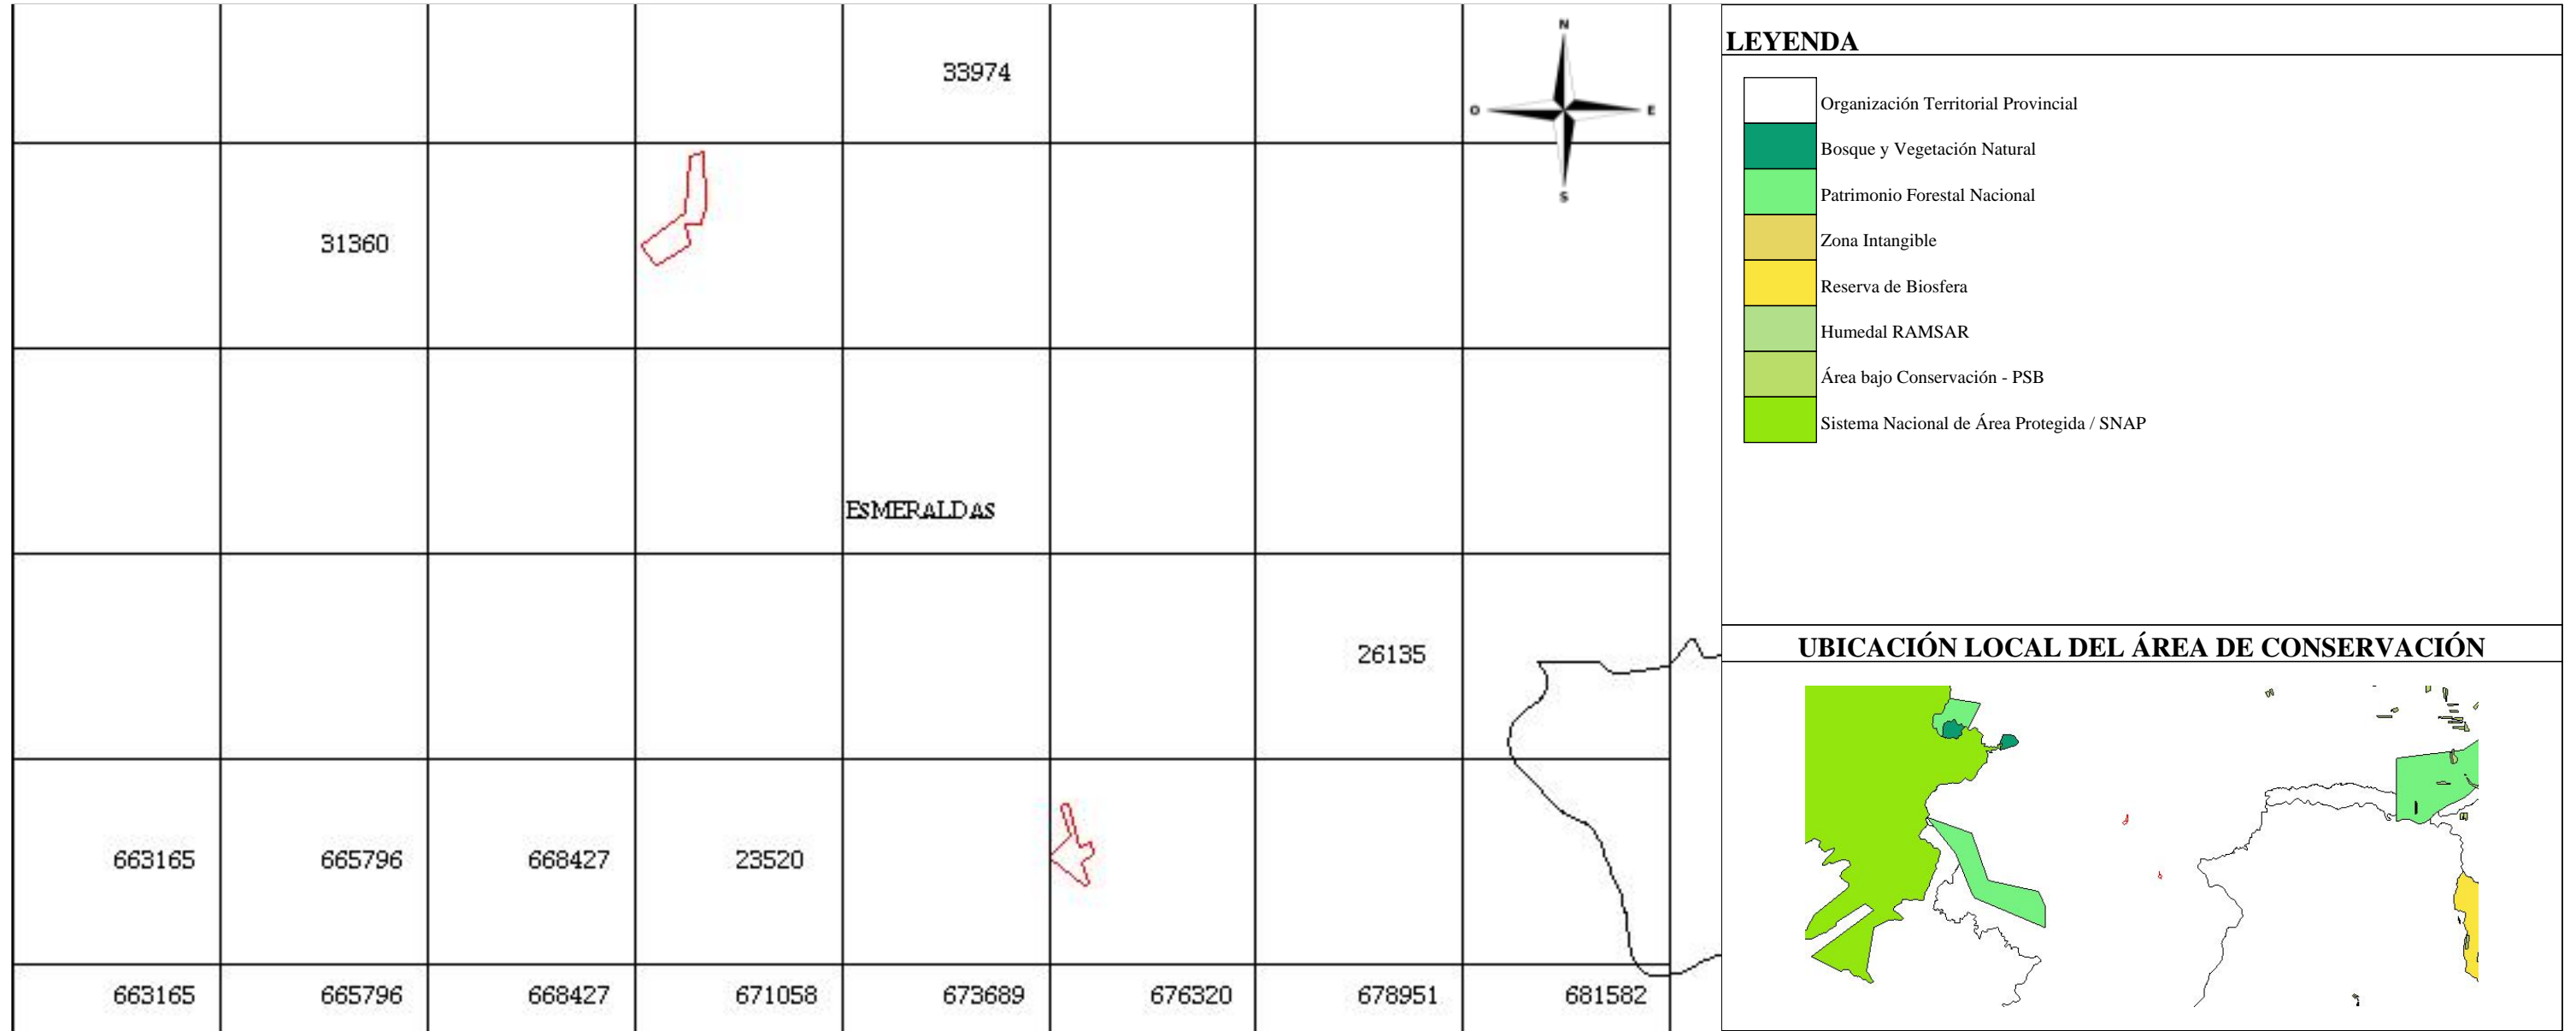 33974
N
O
E
S
31360
ESMERALDAS
26135
663165
665796
668427
23520
663165
665796
668427
671058
673689
676320
678951
681582
LEYENDA
Organización Territorial Provincial
Bosque y Vegetación Natural
Patrimonio Forestal Nacional
Zona Intangible
Reserva de Biosfera
Humedal RAMSAR
Área bajo Conservación - PSB
Sistema Nacional de Área Protegida / SNAP
UBICACIÓN LOCAL DEL ÁREA DE CONSERVACIÓN